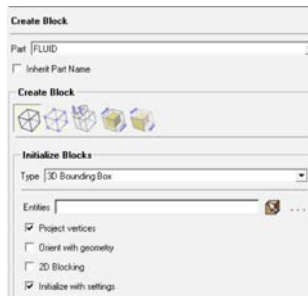 Create Block
Part FLUID
Inherit Part Name
Create Block
Initialize Blocks
Type 3D Bounding Box
Entities
Project vertices
Orient with geometry
2D Blocking
Initialize with settings